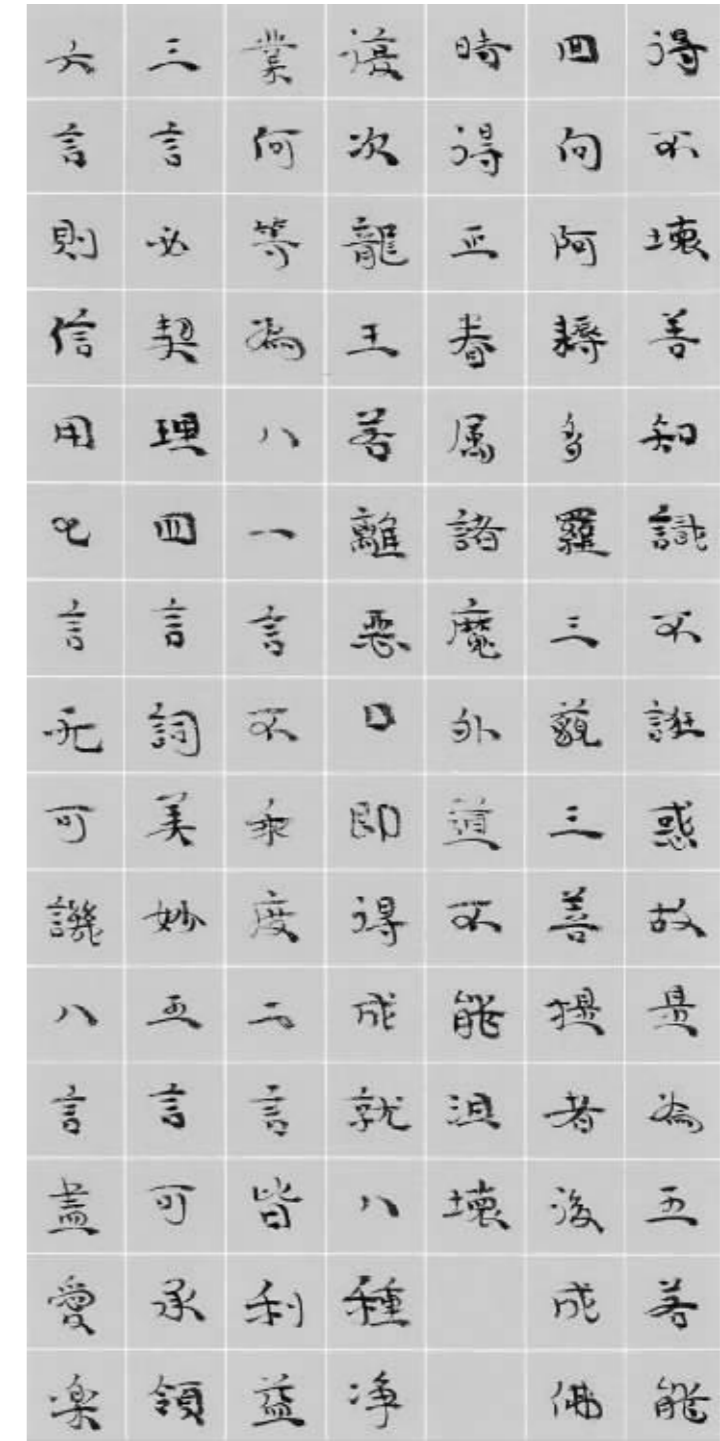 得不壞善知識不誑惑故是為五若能
回向阿耨多羅三藐三菩提者後成佛
時得正眷属諸魔外道不能沮壞
復次龍王若離惡口即得成就八種净
業何等為八一言不乖度二言皆利益
三言必契理四言詞美妙五言可承領
六言則信用七言无可譏八言盡愛楽